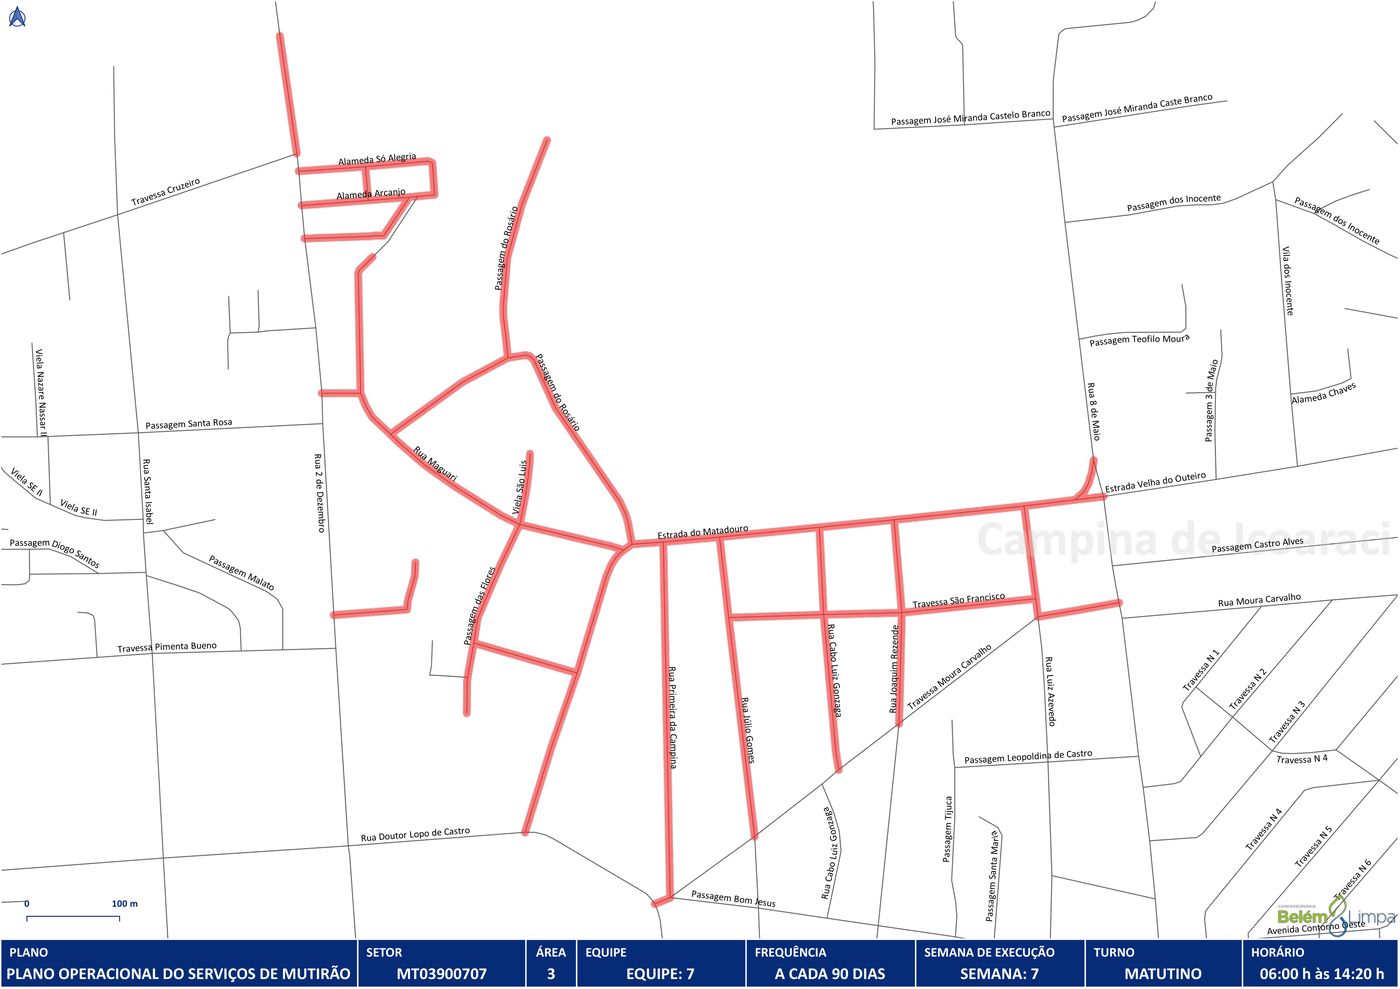 Passagem José Miranda Castelo Branco
Passagem José Miranda Caste Branco
Alameda Só Alegria
Travessa Cruzeiro
Alameda Arcanjo
Passagem dos Inocente
Passagem dos Inocente
Passagem do Rosário
Vila dos Inocente
Passagem Teofilo Moura
Viela Nazare Nassar II
Passagem do Rosário
Passagem 3 de Maio
Rua 8 de Maio
Alameda Chaves
Passagem Santa Rosa
Rua Maguari
Rua 2 de Dezembro
Rua Santa Isabel
Viela São Luis
Viela SE II
Viela SE II
Estrada Velha do Outeiro
Estrada do Matadouro
Campina de Icoaraci
Passagem Diogo Santos
Passagem Malato
Passagem Castro Alves
Passagem das Flores
Travessa São Francisco
Rua Moura Carvalho
Travessa Pimenta Bueno
Rua Primeira da Campina
Rua Júlio Gomes
Rua Cabo Luiz Gonzaga
Rua Joaquim Rezende
Travessa Moura Carvalho
Rua Luiz Azevedo
Travessa N 1
Travessa N 2
Travessa N 3
Travessa N 4
Passagem Leopoldina de Castro
Rua Doutor Lopo de Castro
Rua Cabo Luiz Gonzaga
Passagem Tijuca
Passagem Santa Maria
Travessa N 4
Travessa N 5
Travessa N 6
Passagem Bom Jesus
Avenida Contorno Oeste
0 100 m
CONCESSIONÁRIA
Belém Limpa
PLANO
PLANO OPERACIONAL DO SERVIÇOS DE MUTIRÃO
SETOR
MT03900707
ÁREA
3
EQUIPE
EQUIPE: 7
FREQUÊNCIA
A CADA 90 DIAS
SEMANA DE EXECUÇÃO
SEMANA: 7
TURNO
MATUTINO
HORÁRIO
06:00 h às 14:20 h